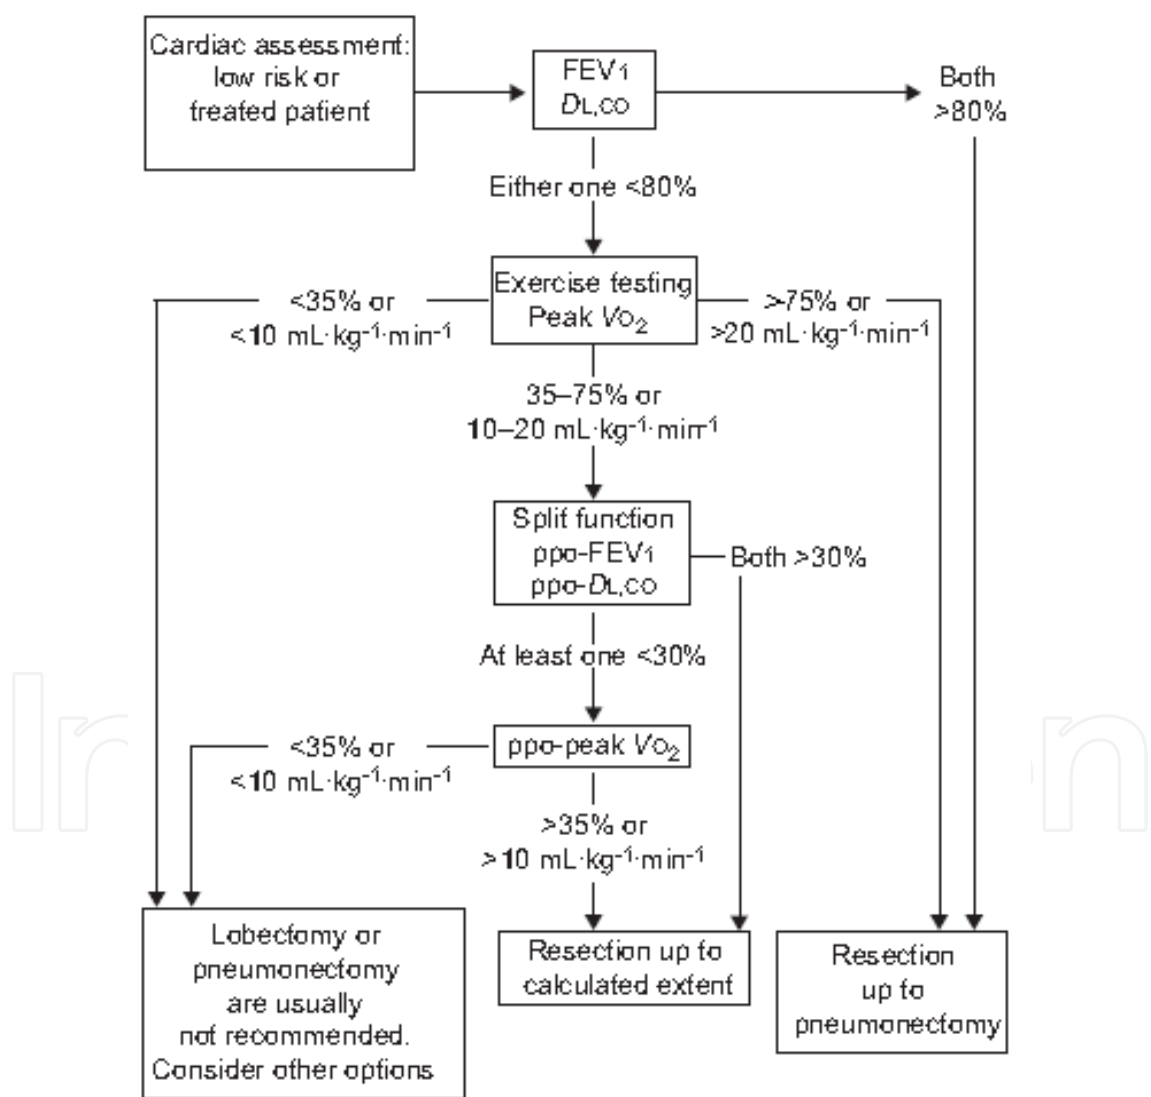 Cardiac assessment:
low risk or
treated patient
FEV1
DL,CO
Both
>80%
Either one <80%
Exercise testing
Peak VO₂
<35% or
<10 mL·kg⁻¹·min⁻¹
>75% or
>20 mL·kg⁻¹·min⁻¹
35–75% or
10–20 mL·kg⁻¹·min⁻¹
Split function
ppo-FEV1
ppo-DL,CO
Both >30%
At least one <30%
ppo-peak VO₂
<35% or
<10 mL·kg⁻¹·min⁻¹
>35% or
>10 mL·kg⁻¹·min⁻¹
Lobectomy or
pneumonectomy
are usually
not recommended.
Consider other options
Resection up to
calculated extent
Resection
up to
pneumonectomy